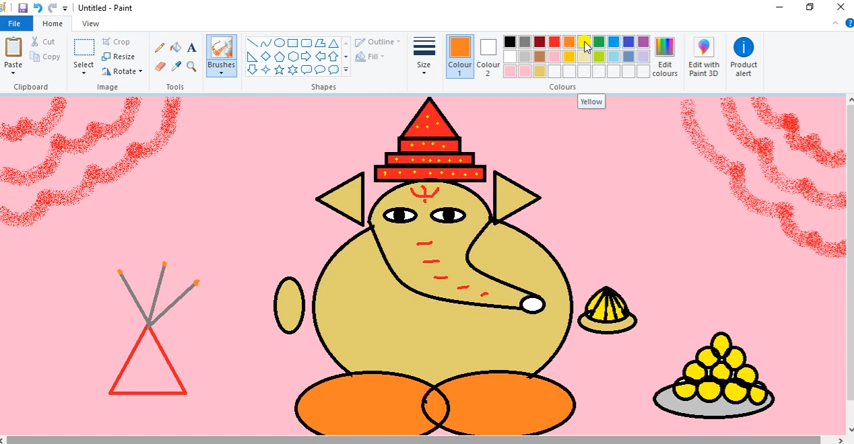 Untitled - Paint
File Home View
Paste
Cut
Copy
Clipboard
Select
Crop
Resize
Rotate
Image
Tools
Brushes
Shapes
Outline
Fill
Size
Colour
1
Colour
2
Edit
colours
Colours
Edit with
Paint 3D
Product
alert
Yellow